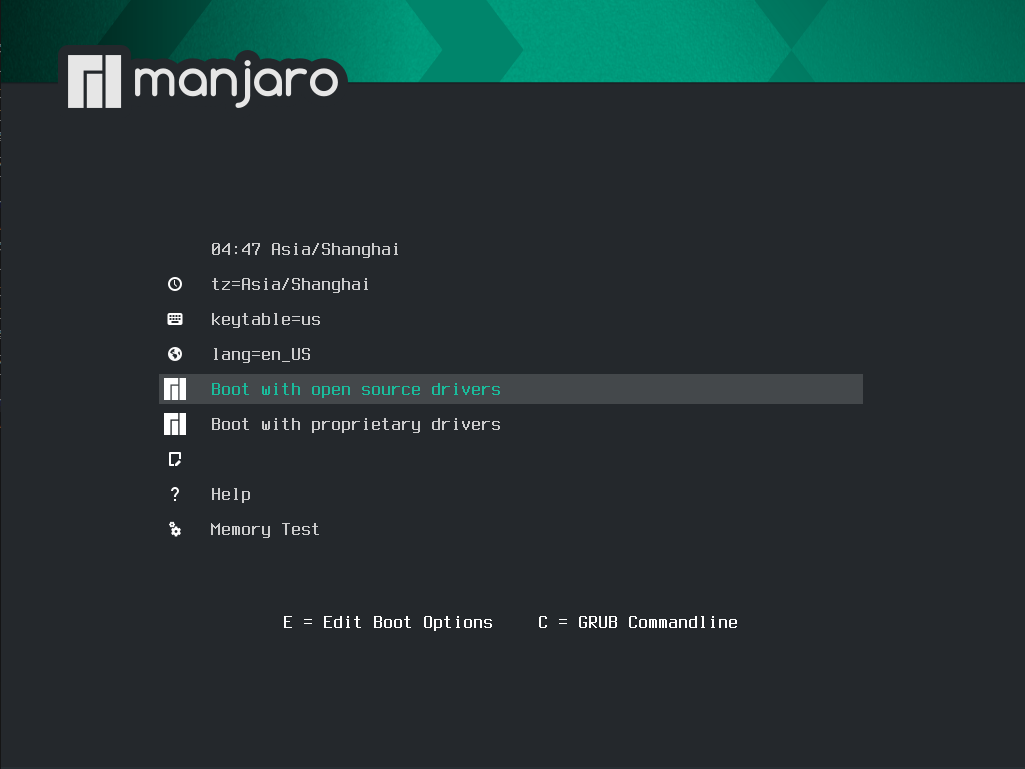 manjaro
04:47 Asia/Shanghai
tz=Asia/Shanghai
keytable=us
lang=en_US
Boot with open source drivers
Boot with proprietary drivers
? Help
Memory Test
E = Edit Boot Options C = GRUB Commandline